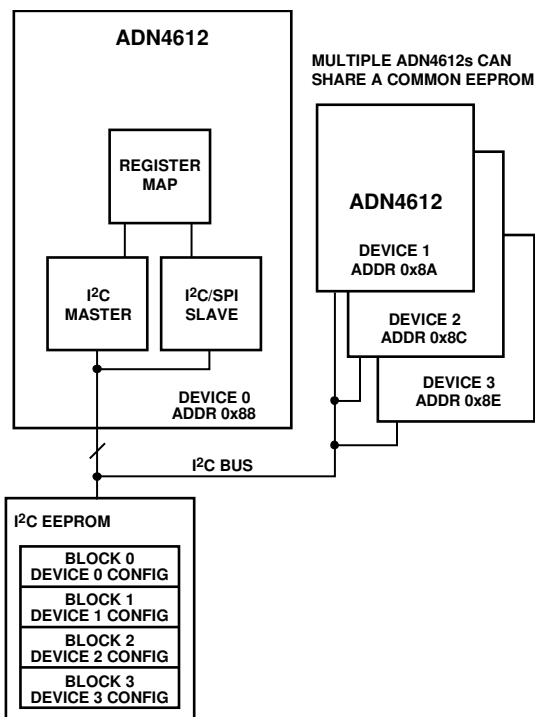 ADN4612
REGISTER
MAP
I²C
MASTER
I²C/SPI
SLAVE
DEVICE 0
ADDR 0x88
MULTIPLE ADN4612s CAN
SHARE A COMMON EEPROM
ADN4612
DEVICE 1
ADDR 0x8A
DEVICE 2
ADDR 0x8C
DEVICE 3
ADDR 0x8E
I²C BUS
I²C EEPROM
BLOCK 0
DEVICE 0 CONFIG
BLOCK 1
DEVICE 1 CONFIG
BLOCK 2
DEVICE 2 CONFIG
BLOCK 3
DEVICE 3 CONFIG